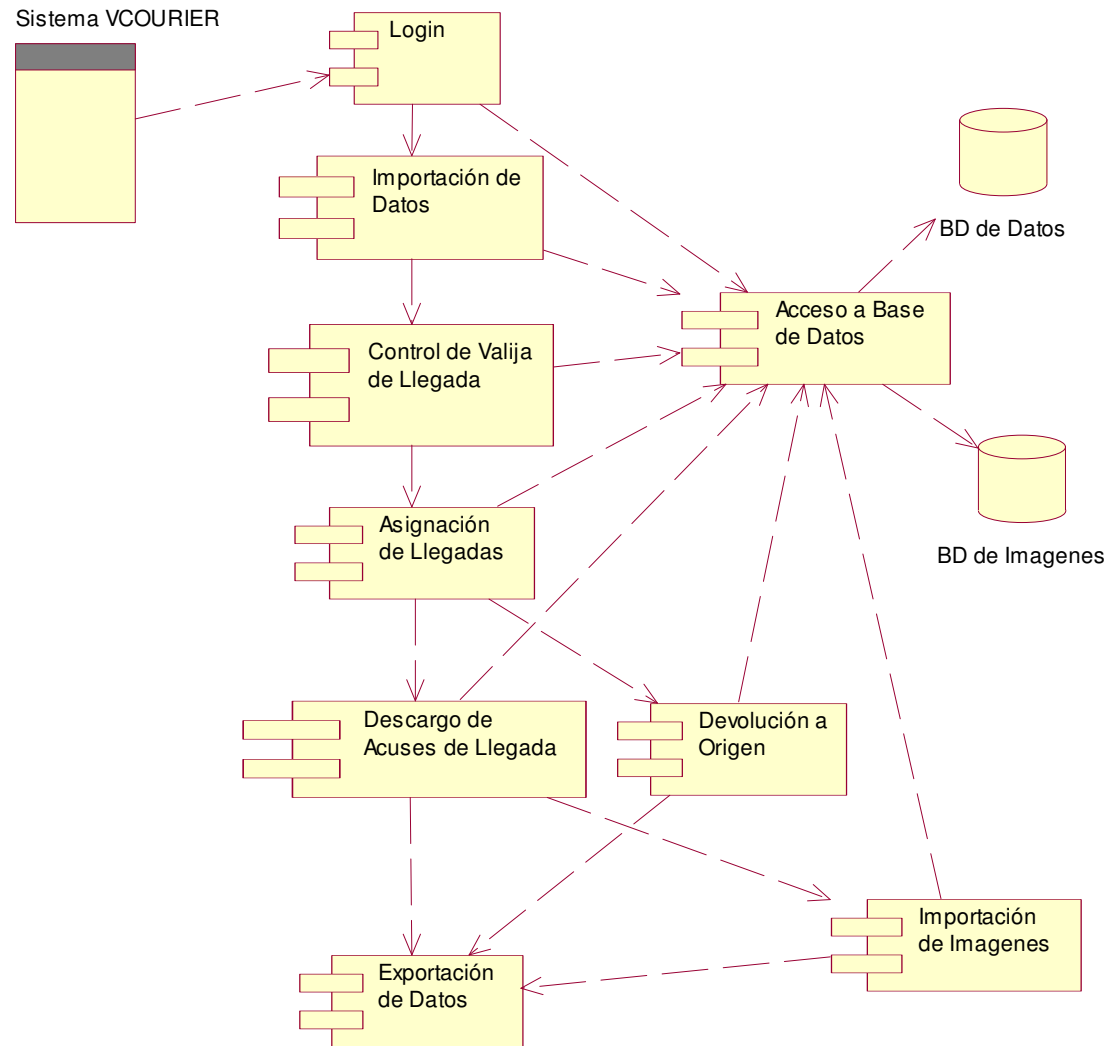 Sistema VCOURIER
Login
Importación de
Datos
BD de Datos
Acceso a Base
de Datos
Control de Valija
de Llegada
BD de Imagenes
Asignación
de Llegadas
Descargo de
Acuses de Llegada
Devolución a
Origen
Importación
de Imagenes
Exportación
de Datos